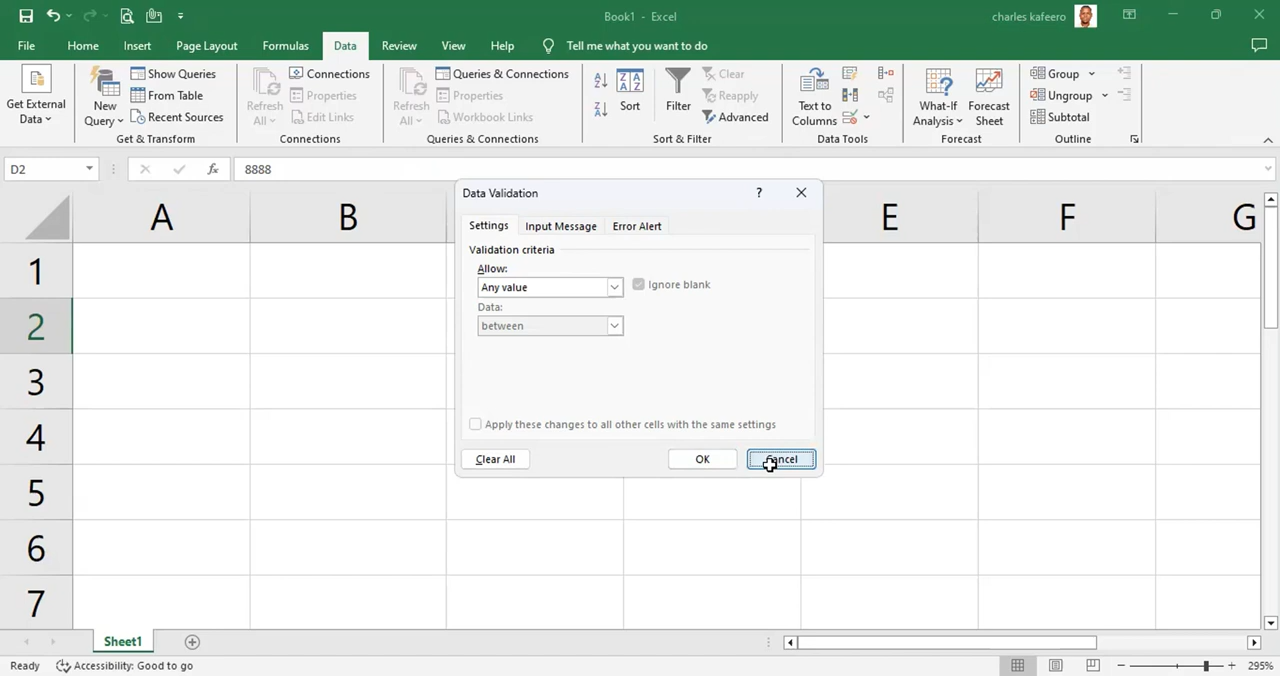 Book1 - Excel
charles kafeero
File Home Insert Page Layout Formulas Data Review View Help Tell me what you want to do
Get External Data
New Query
Show Queries
From Table
Recent Sources
Get & Transform
Refresh All
Connections
Properties
Edit Links
Connections
Refresh All
Queries & Connections
Properties
Workbook Links
Queries & Connections
Sort
Filter
Clear
Reapply
Advanced
Sort & Filter
Text to Columns
Data Tools
What-If Analysis
Forecast Sheet
Forecast
Group
Ungroup
Subtotal
Outline
D2
fx
8888
A B E F G
1
2
3
4
5
6
7
Data Validation ?
Settings Input Message Error Alert
Validation criteria
Allow:
Any value
Ignore blank
Data:
between
Apply these changes to all other cells with the same settings
Clear All OK Cancel
Sheet1
Ready Accessibility: Good to go 295%